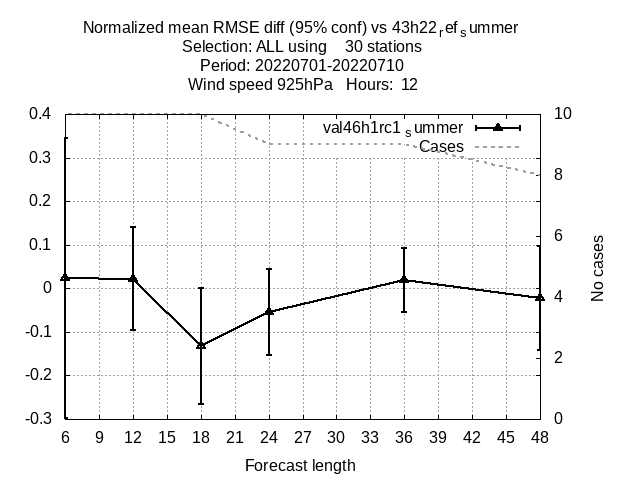 Normalized mean RMSE diff (95% conf) vs 43h22refsummer
Selection: ALL using 30 stations
Period: 20220701-20220710
Wind speed 925hPa Hours: 12
0.4
0.3
0.2
0.1
0
-0.1
-0.2
-0.3
val46h1rc1summer
Cases
10
8
6
4
2
0
No cases
6 9 12 15 18 21 24 27 30 33 36 39 42 45 48
Forecast length